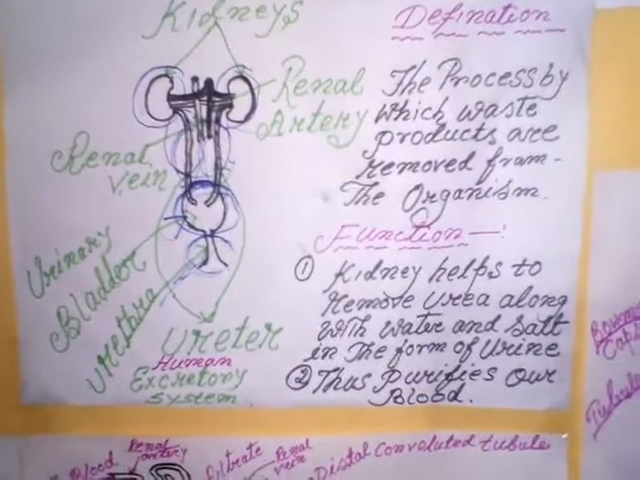 Kidneys
Renal
Artery
Renal
vein
Urinary
Bladder
Urethra
Ureter
Human
Excretory
System
Defination
The Process by
which waste
products are
removed from-
The Organism.
Function—:
① Kidney helps to
remove urea along
with water and salt
in The form of Urine
② Thus Purifies our
Blood.
Tubule
Blood
Renal
artery
filtrate
Renal
vein
Distal Convoluted tubule